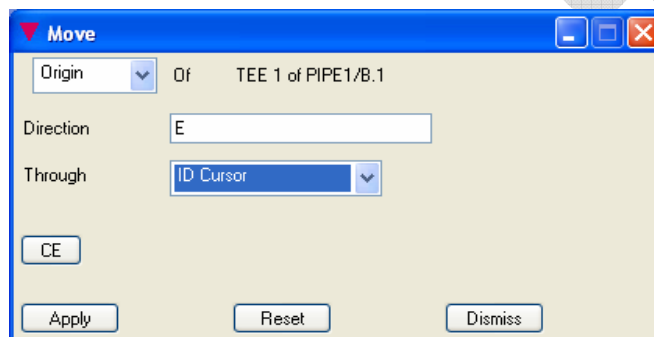 Move
Origin Of TEE 1 of PIPE1/B.1
Direction E
Through ID Cursor
CE
Apply Reset Dismiss